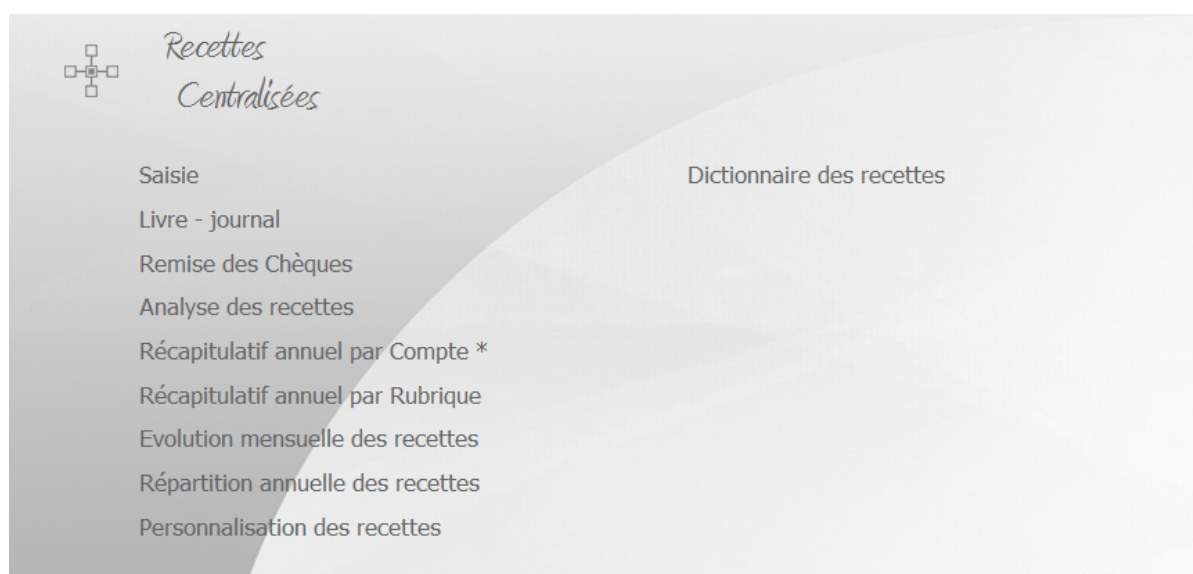 Recettes
Centralisées
Saisie
Livre - journal
Remise des Chèques
Analyse des recettes
Récapitulatif annuel par Compte *
Récapitulatif annuel par Rubrique
Evolution mensuelle des recettes
Répartition annuelle des recettes
Personnalisation des recettes
Dictionnaire des recettes